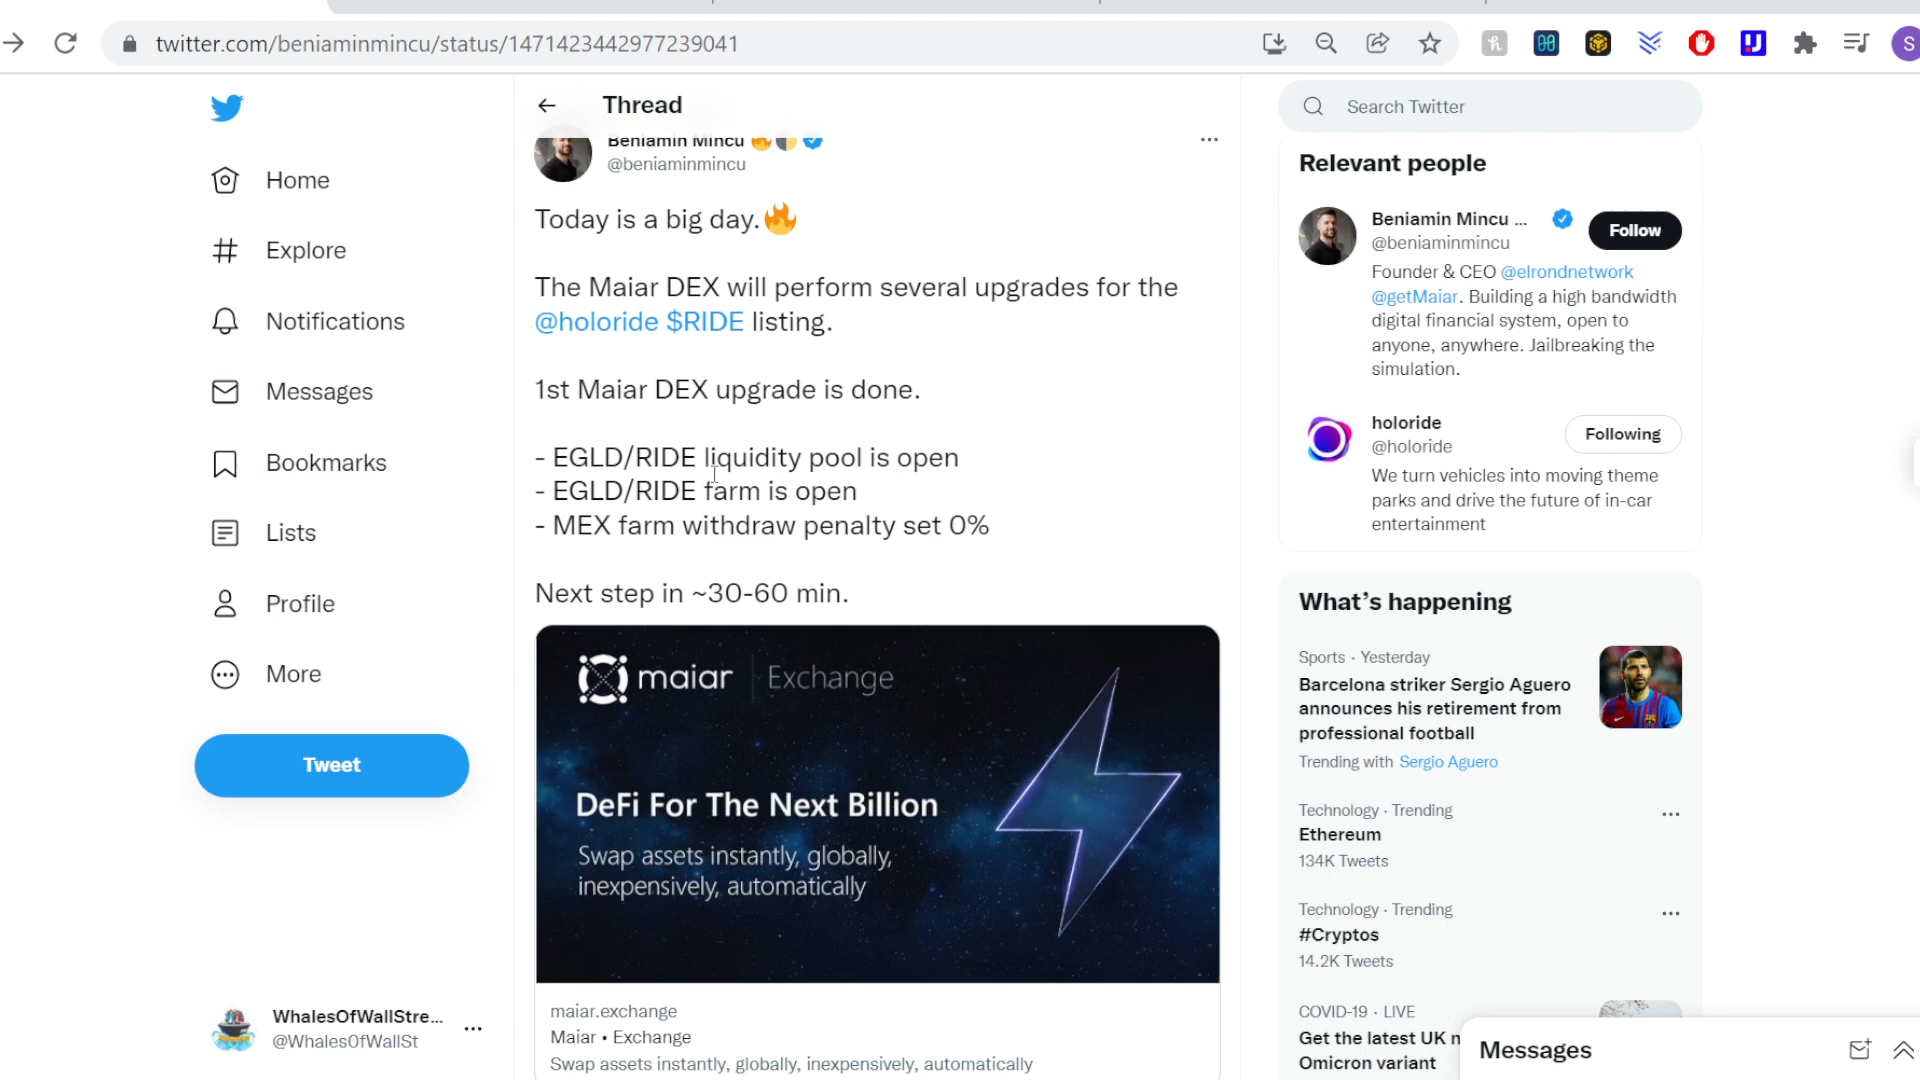 twitter.com/beniaminmincu/status/1471423442977239041
S
Home
Explore
Notifications
Messages
Bookmarks
Lists
Profile
More
Tweet
WhalesOfWallStre...
@WhalesOfWallSt
Thread
Beniamin Mincu
@beniaminmincu
Today is a big day.🔥
The Maiar DEX will perform several upgrades for the
@holoride $RIDE listing.
1st Maiar DEX upgrade is done.
- EGLD/RIDE liquidity pool is open
- EGLD/RIDE farm is open
- MEX farm withdraw penalty set 0%
Next step in ~30-60 min.
maiar Exchange
DeFi For The Next Billion
Swap assets instantly, globally,
inexpensively, automatically
maiar.exchange
Maiar • Exchange
Swap assets instantly, globally, inexpensively, automatically
Search Twitter
Relevant people
Beniamin Mincu ...
@beniaminmincu
Follow
Founder & CEO @elrondnetwork
@getMaiar. Building a high bandwidth
digital financial system, open to
anyone, anywhere. Jailbreaking the
simulation.
holoride
@holoride
Following
We turn vehicles into moving theme
parks and drive the future of in-car
entertainment
What's happening
Sports · Yesterday
Barcelona striker Sergio Aguero
announces his retirement from
professional football
Trending with Sergio Aguero
Technology · Trending
Ethereum
134K Tweets
Technology · Trending
#Cryptos
14.2K Tweets
COVID-19 · LIVE
Get the latest UK
Omicron variant
Messages